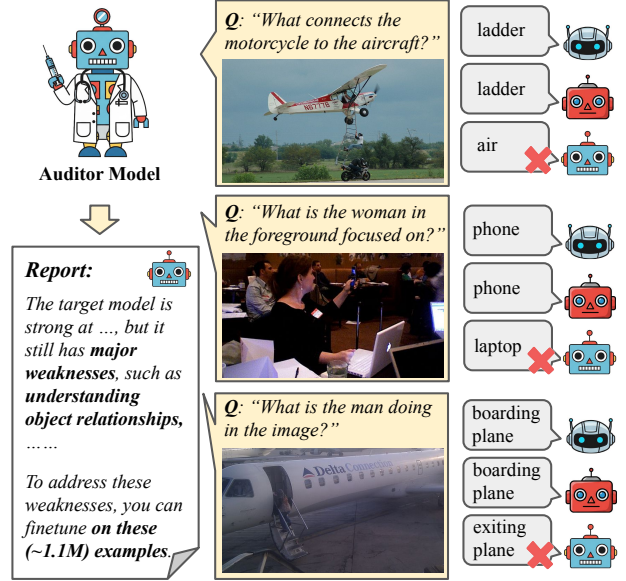 Auditor Model
Report:
The target model is
strong at ..., but it
still has major
weaknesses, such as
understanding
object relationships,
......
To address these
weaknesses, you can
finetune on these
(~1.1M) examples.
Q: “What connects the
motorcycle to the aircraft?”
N6777B
ladder
ladder
air
Q: “What is the woman in
the foreground focused on?”
phone
phone
laptop
Q: “What is the man doing
in the image?”
Delta Connection
boarding
plane
boarding
plane
exiting
plane